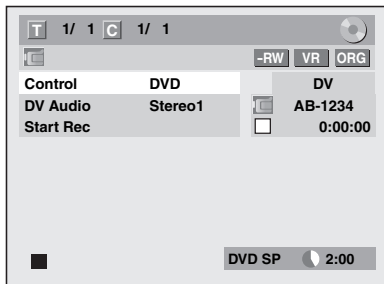 T 1/ 1 C 1/ 1
-RW VR ORG
Control DVD DV
DV Audio Stereo1 AB-1234
Start Rec 0:00:00
DVD SP 2:00